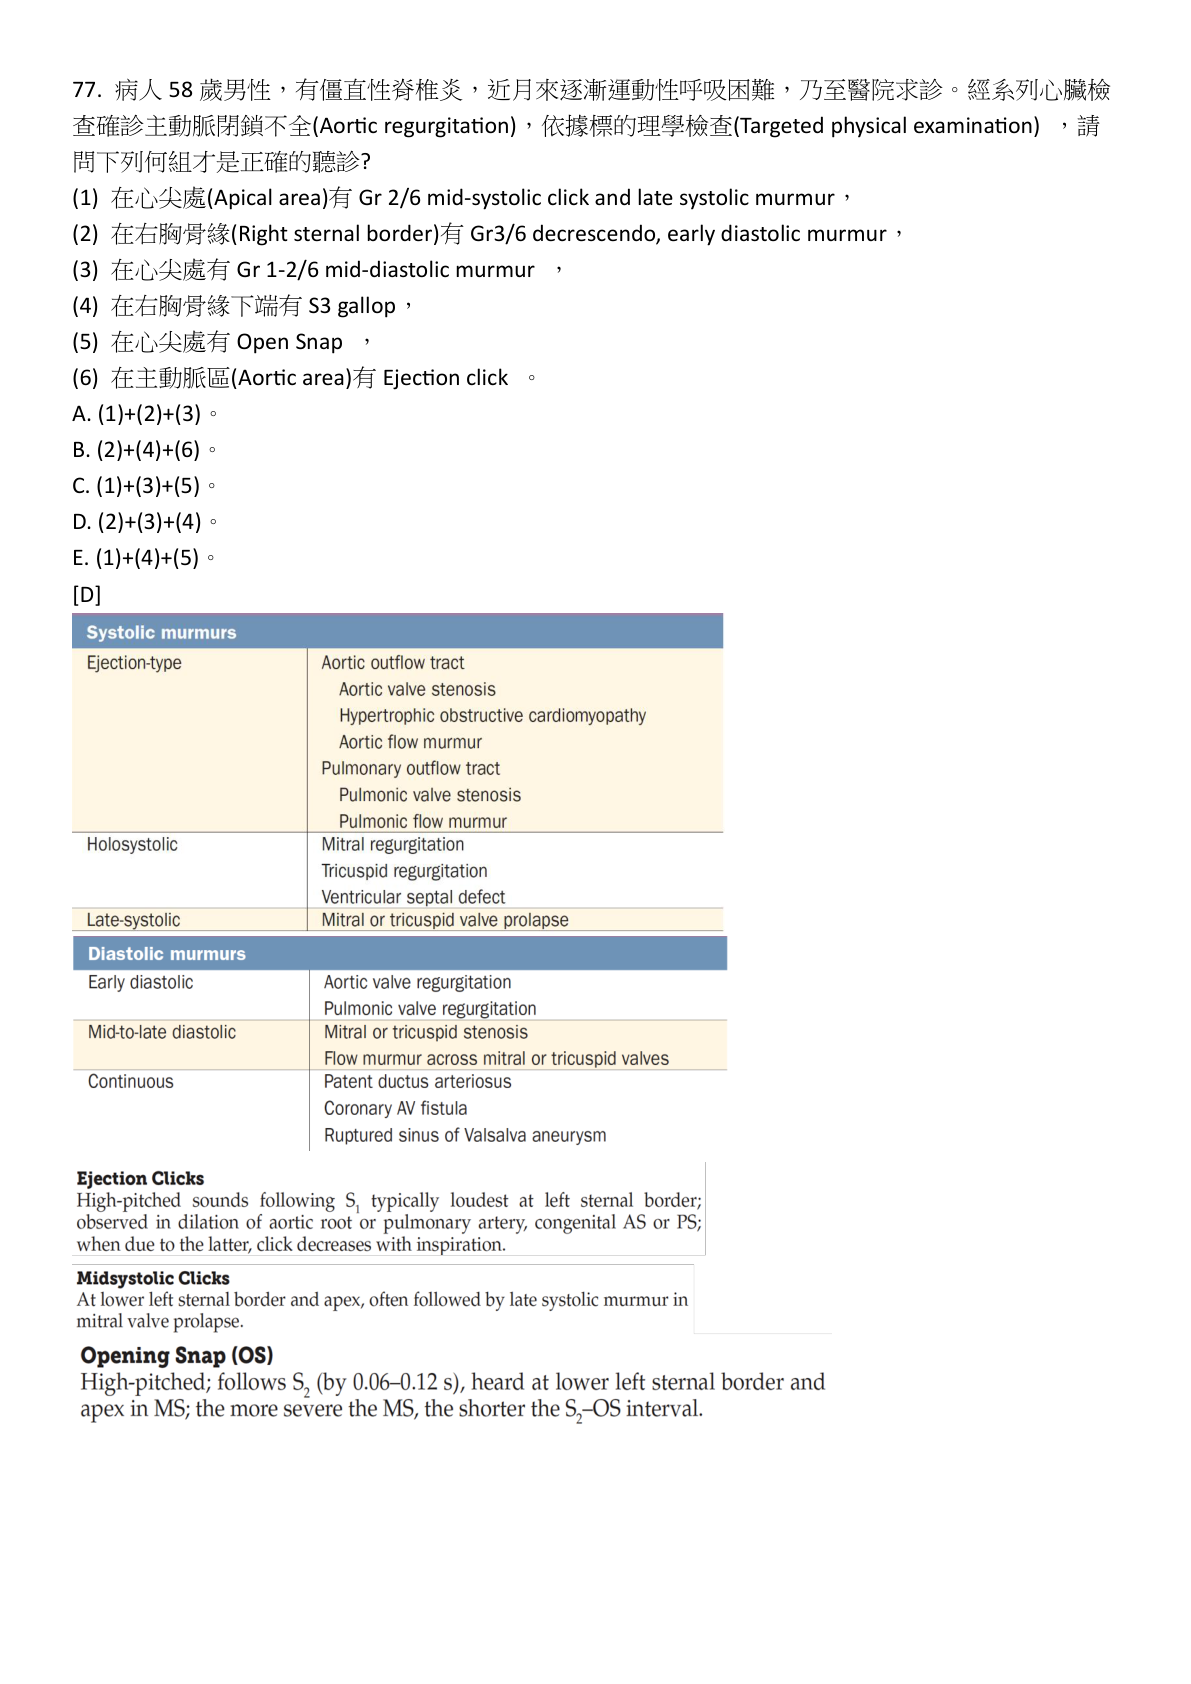 77. 病人 58 歲男性，有僵直性脊椎炎，近月來逐漸運動性呼吸困難，乃至醫院求診。經系列心臟檢
查確診主動脈閉鎖不全(Aortic regurgitation)，依據標的理學檢查(Targeted physical examination) ，請
問下列何組才是正確的聽診?
(1) 在心尖處(Apical area)有 Gr 2/6 mid-systolic click and late systolic murmur，
(2) 在右胸骨緣(Right sternal border)有 Gr3/6 decrescendo, early diastolic murmur，
(3) 在心尖處有 Gr 1-2/6 mid-diastolic murmur ，
(4) 在右胸骨緣下端有 S3 gallop，
(5) 在心尖處有 Open Snap ，
(6) 在主動脈區(Aortic area)有 Ejection click 。
A. (1)+(2)+(3)。
B. (2)+(4)+(6)。
C. (1)+(3)+(5)。
D. (2)+(3)+(4)。
E. (1)+(4)+(5)。
[D]
Systolic murmurs
Ejection-type Aortic outflow tract
Aortic valve stenosis
Hypertrophic obstructive cardiomyopathy
Aortic flow murmur
Pulmonary outflow tract
Pulmonic valve stenosis
Pulmonic flow murmur
Holosystolic Mitral regurgitation
Tricuspid regurgitation
Ventricular septal defect
Late-systolic Mitral or tricuspid valve prolapse
Diastolic murmurs
Early diastolic Aortic valve regurgitation
Pulmonic valve regurgitation
Mid-to-late diastolic Mitral or tricuspid stenosis
Flow murmur across mitral or tricuspid valves
Continuous Patent ductus arteriosus
Coronary AV fistula
Ruptured sinus of Valsalva aneurysm
Ejection Clicks
High-pitched sounds following S1 typically loudest at left sternal border;
observed in dilation of aortic root or pulmonary artery, congenital AS or PS;
when due to the latter, click decreases with inspiration.
Midsystolic Clicks
At lower left sternal border and apex, often followed by late systolic murmur in
mitral valve prolapse.
Opening Snap (OS)
High-pitched; follows S2 (by 0.06–0.12 s), heard at lower left sternal border and
apex in MS; the more severe the MS, the shorter the S2–OS interval.